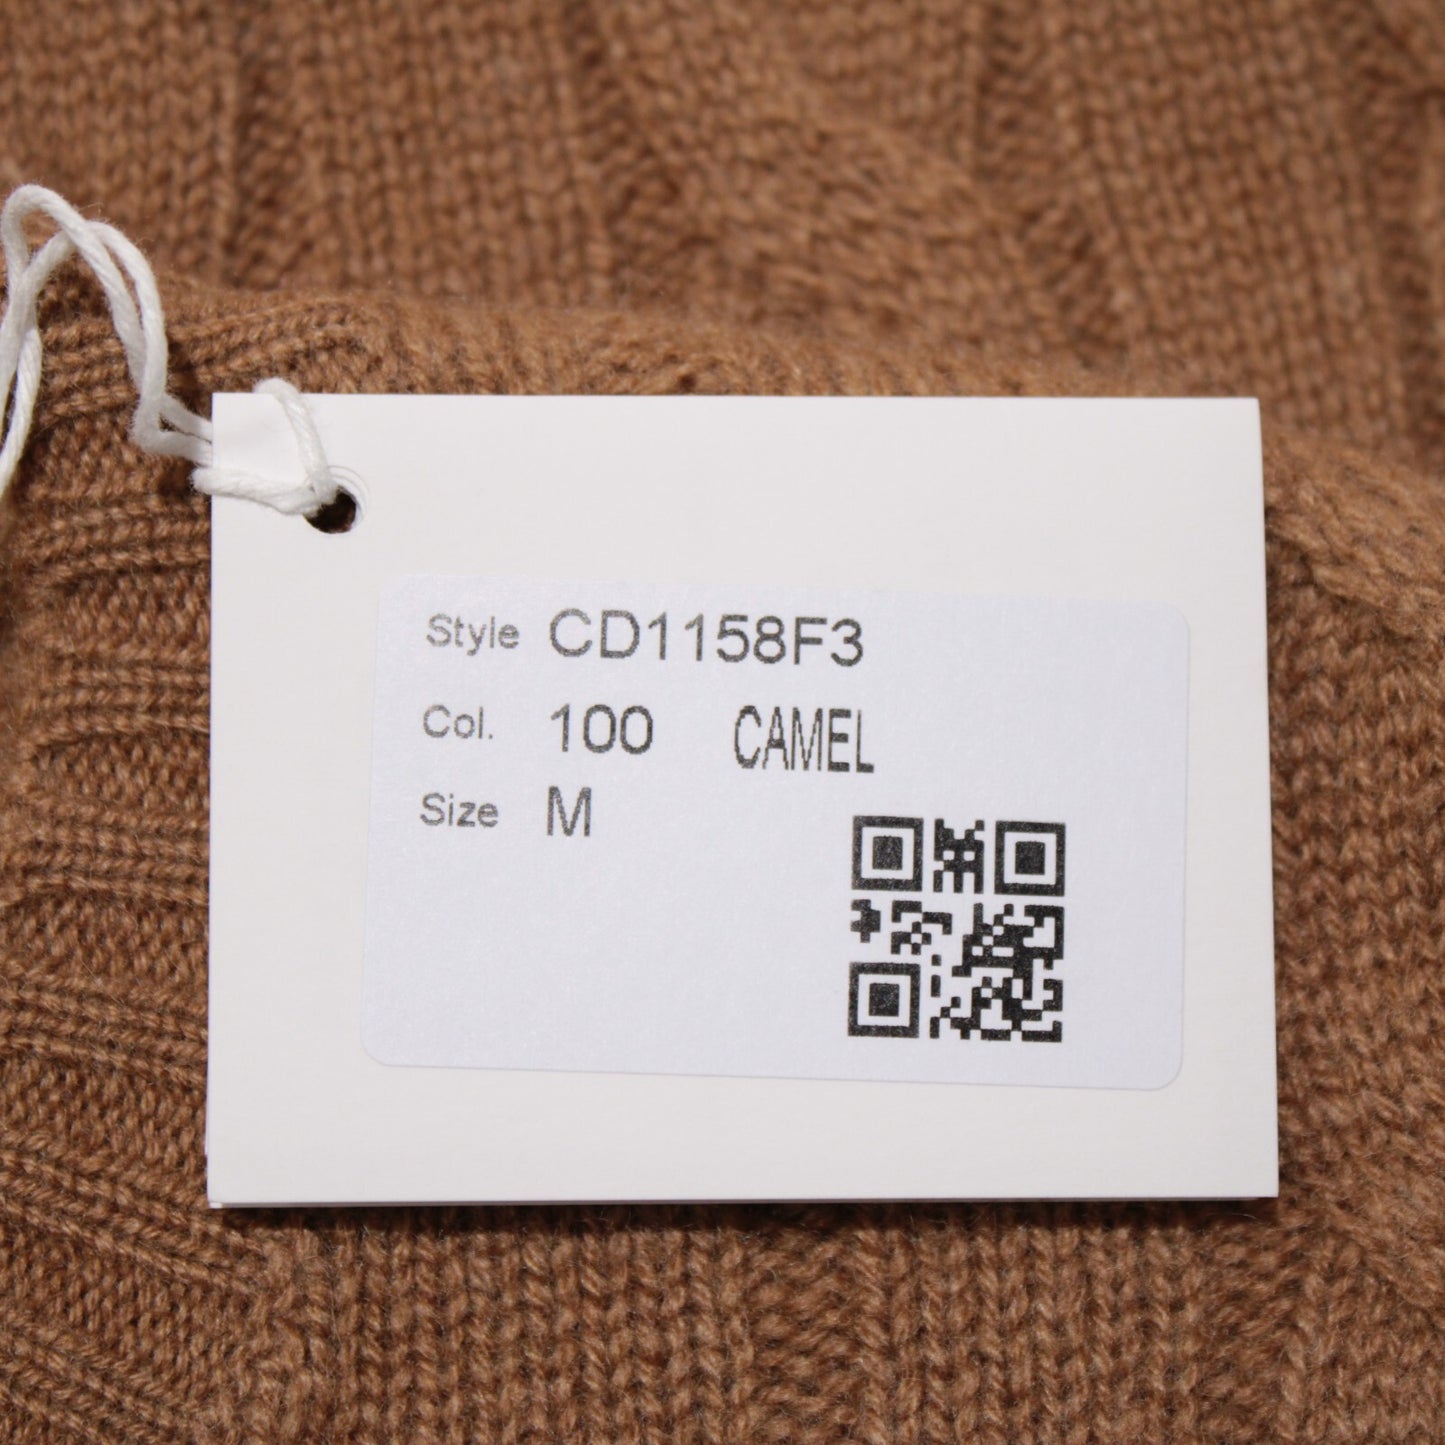 Style CD1158F3
Col. 100 CAMEL
Size M